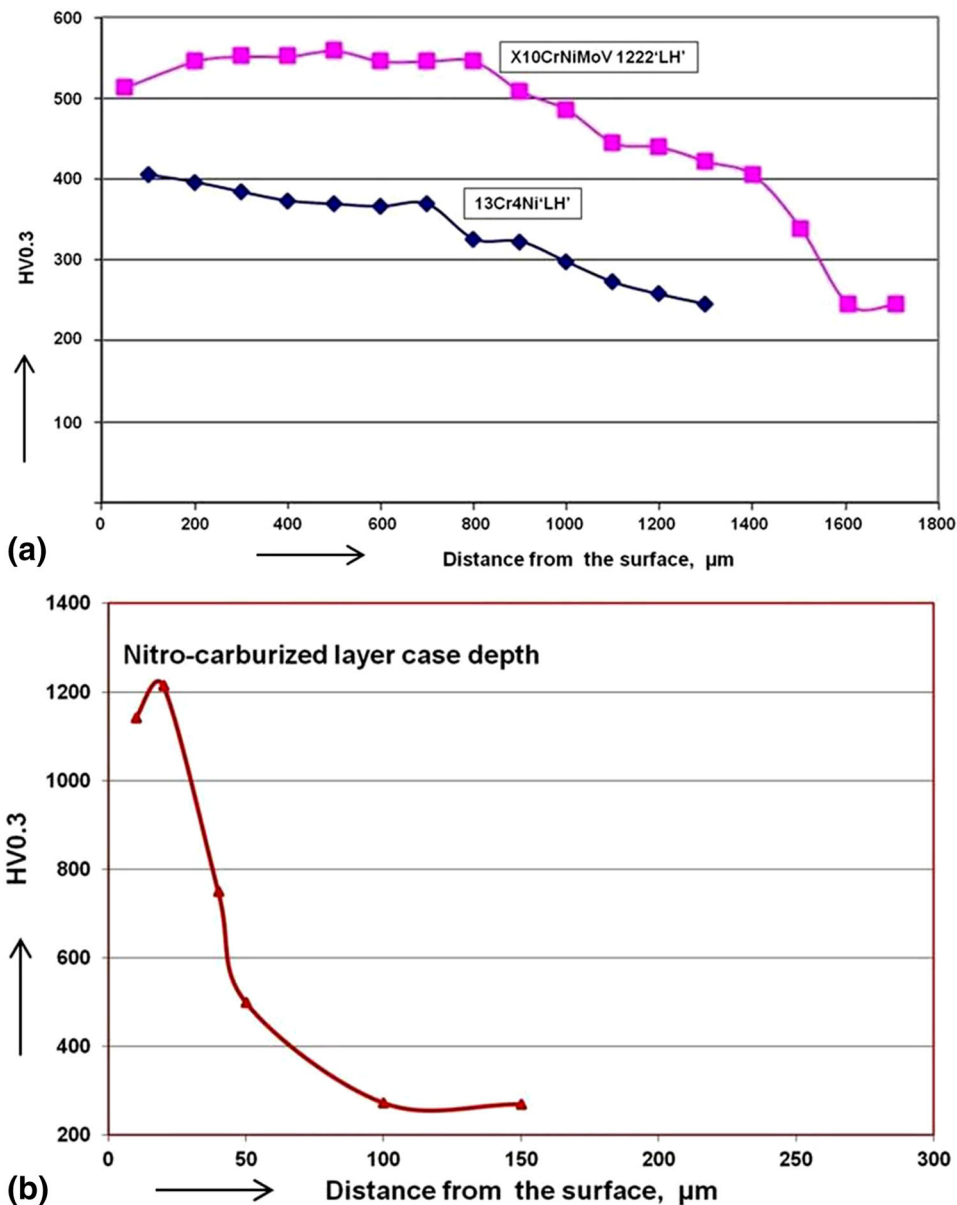 600
X10CrNiMoV 1222‘LH’
500
400
13Cr4Ni‘LH’
HV0.3
300
200
100
0 200 400 600 800 1000 1200 1400 1600 1800
(a)
Distance from the surface, µm
1400
Nitro-carburized layer case depth
1200
1000
HV0.3
800
600
400
200
0 50 100 150 200 250 300
(b)
Distance from the surface, µm